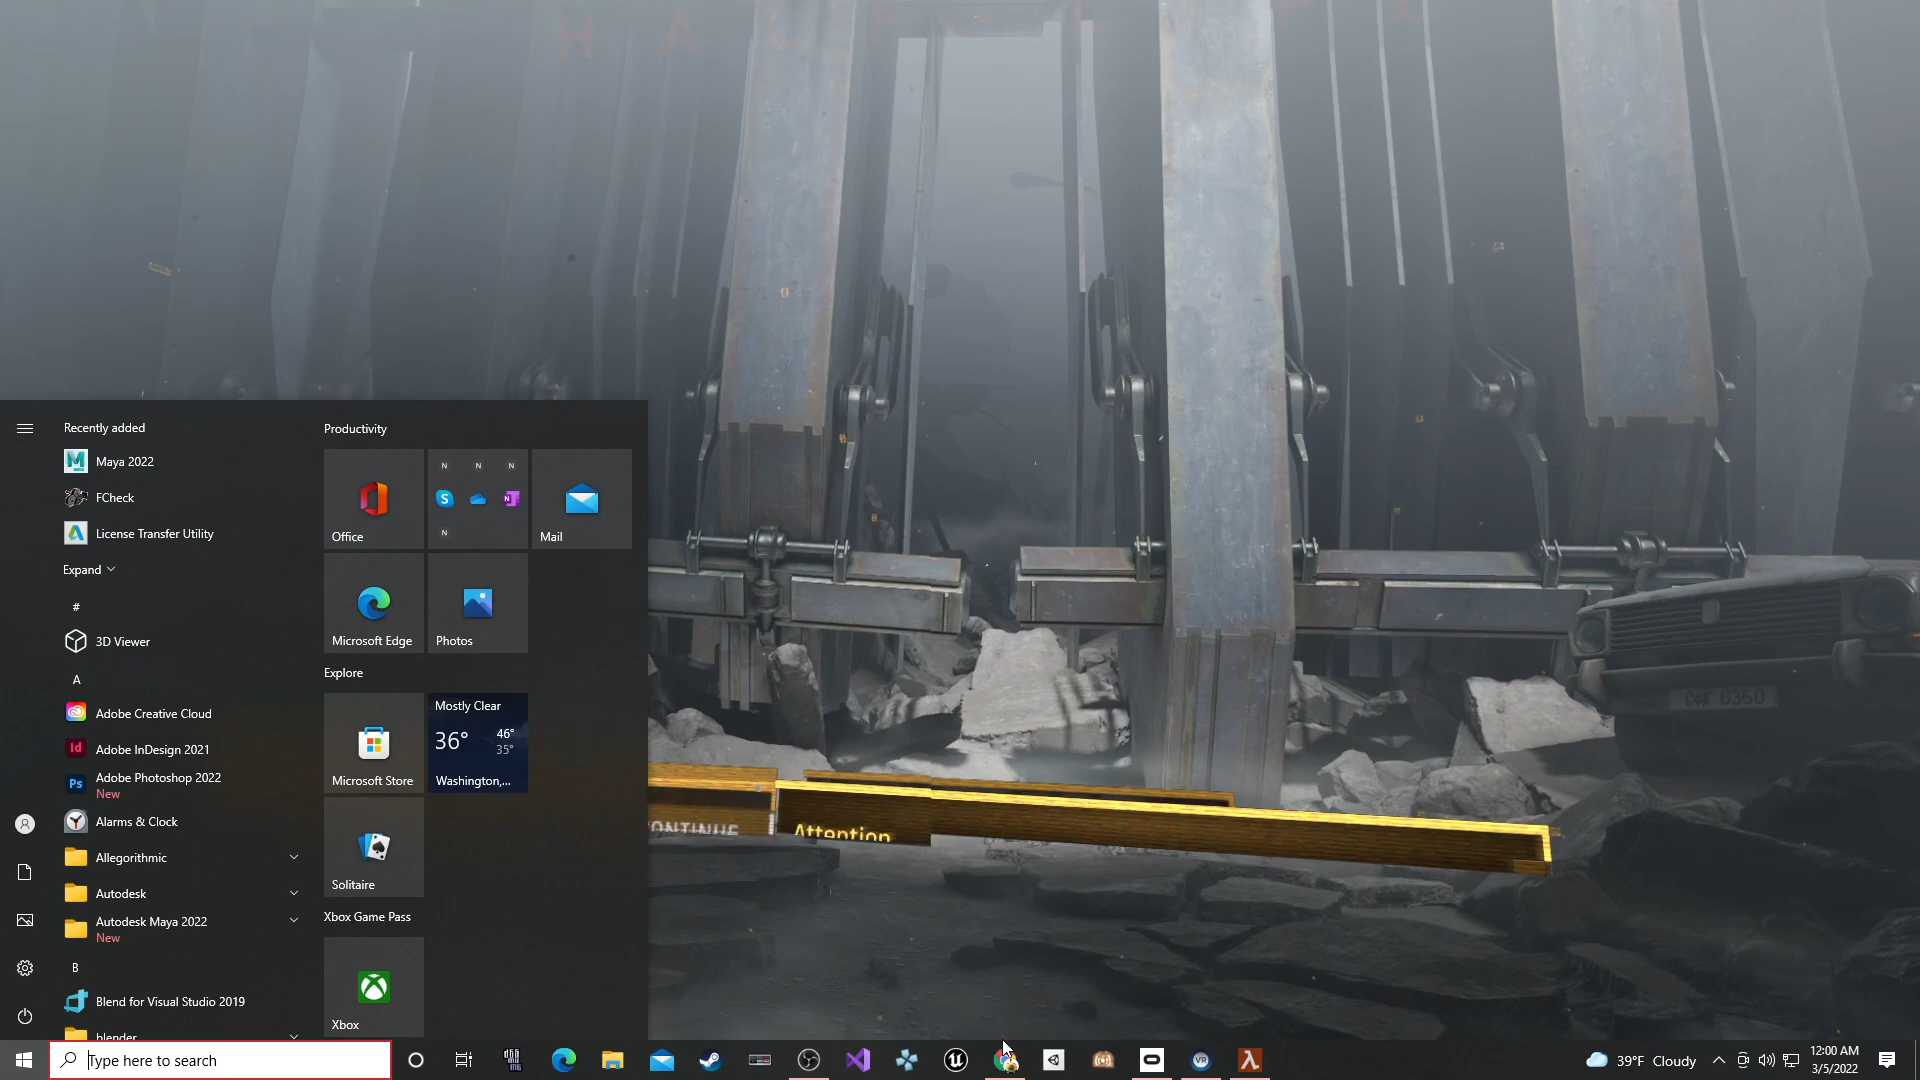 Recently added
Maya 2022
FCheck
License Transfer Utility
Expand
#
3D Viewer
A
Adobe Creative Cloud
Adobe InDesign 2021
Adobe Photoshop 2022
New
Alarms & Clock
Allegorithmic
Autodesk
Autodesk Maya 2022
New
B
Blend for Visual Studio 2019
blender
Productivity
Office
Mail
Microsoft Edge
Photos
Explore
Microsoft Store
Mostly Clear
36°
46°
35°
Washington,...
Solitaire
Xbox Game Pass
Xbox
CONTINUE
Attention
Type here to search
39°F Cloudy
12:00 AM
3/5/2022